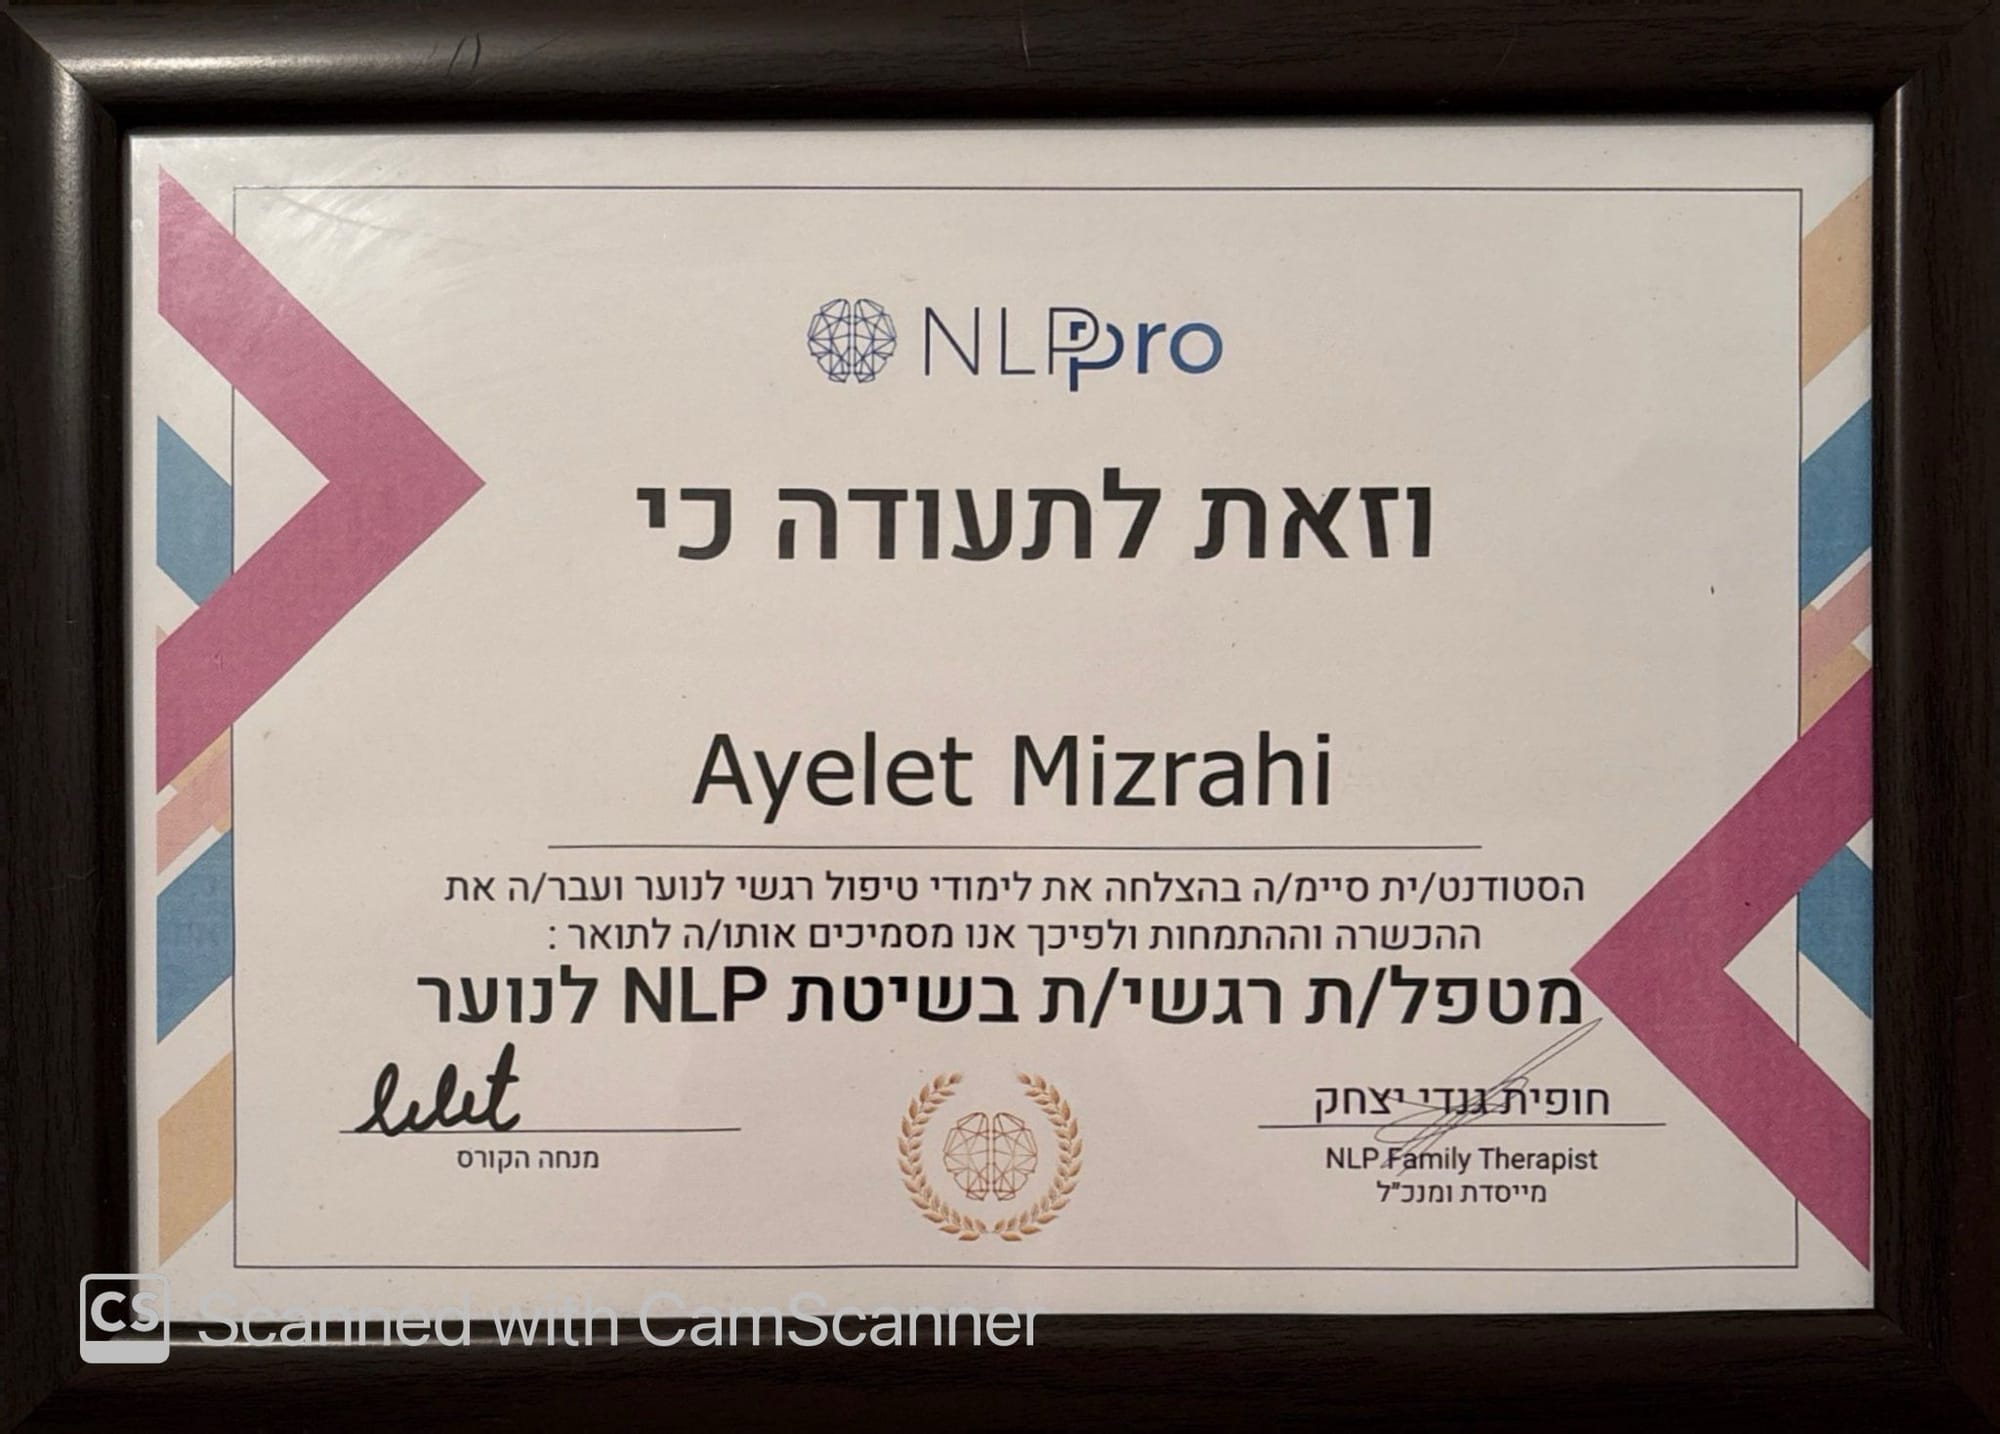 NLPpro
וזאת לתעודה כי
Ayelet Mizrahi
הסטודנט/ית סיימ/ה בהצלחה את לימודי טיפול רגשי לנוער ועבר/ה את
ההכשרה וההתמחות ולפיכך אנו מסמיכים אותו/ה לתואר :
מטפל/ת רגשי/ת בשיטת NLP לנוער
חופית גנדי יצחק
NLP Family Therapist
מייסדת ומנכ"ל
מנחה הקורס
CS Scanned with CamScanner